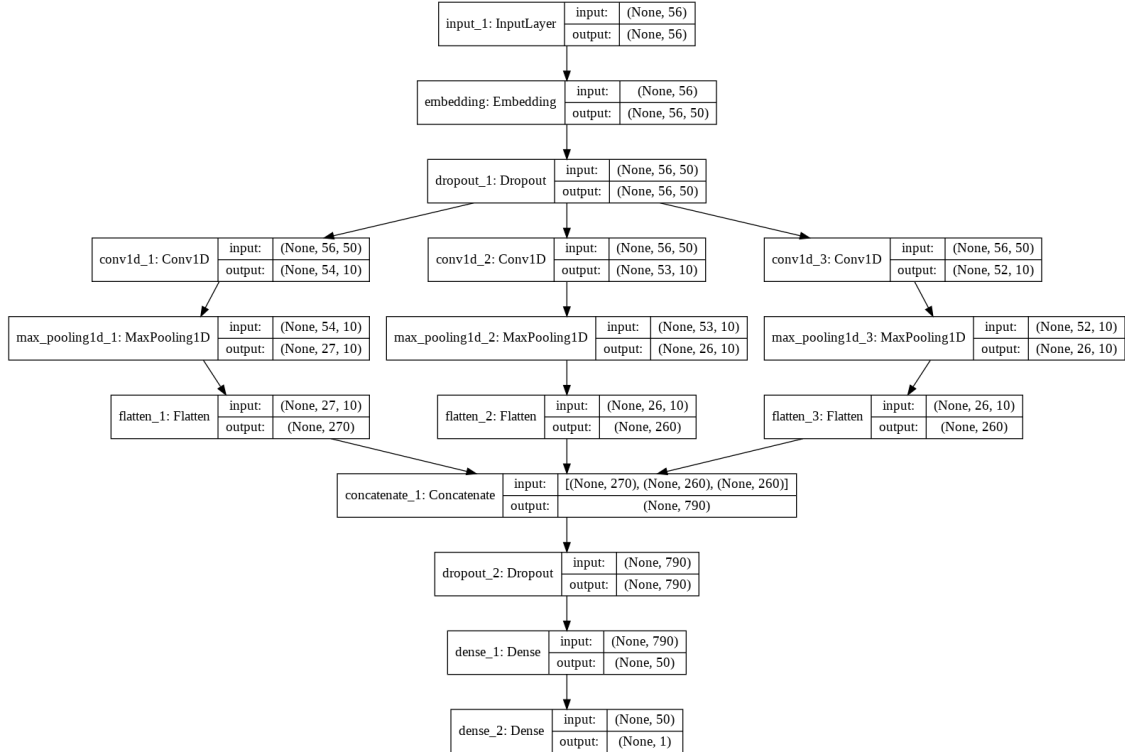 input_1: InputLayer
input: (None, 56)
output: (None, 56)
embedding: Embedding
input: (None, 56)
output: (None, 56, 50)
dropout_1: Dropout
input: (None, 56, 50)
output: (None, 56, 50)
conv1d_1: Conv1D
input: (None, 56, 50)
output: (None, 54, 10)
conv1d_2: Conv1D
input: (None, 56, 50)
output: (None, 53, 10)
conv1d_3: Conv1D
input: (None, 56, 50)
output: (None, 52, 10)
max_pooling1d_1: MaxPooling1D
input: (None, 54, 10)
output: (None, 27, 10)
max_pooling1d_2: MaxPooling1D
input: (None, 53, 10)
output: (None, 26, 10)
max_pooling1d_3: MaxPooling1D
input: (None, 52, 10)
output: (None, 26, 10)
flatten_1: Flatten
input: (None, 27, 10)
output: (None, 270)
flatten_2: Flatten
input: (None, 26, 10)
output: (None, 260)
flatten_3: Flatten
input: (None, 26, 10)
output: (None, 260)
concatenate_1: Concatenate
input: [(None, 270), (None, 260), (None, 260)]
output: (None, 790)
dropout_2: Dropout
input: (None, 790)
output: (None, 790)
dense_1: Dense
input: (None, 790)
output: (None, 50)
dense_2: Dense
input: (None, 50)
output: (None, 1)